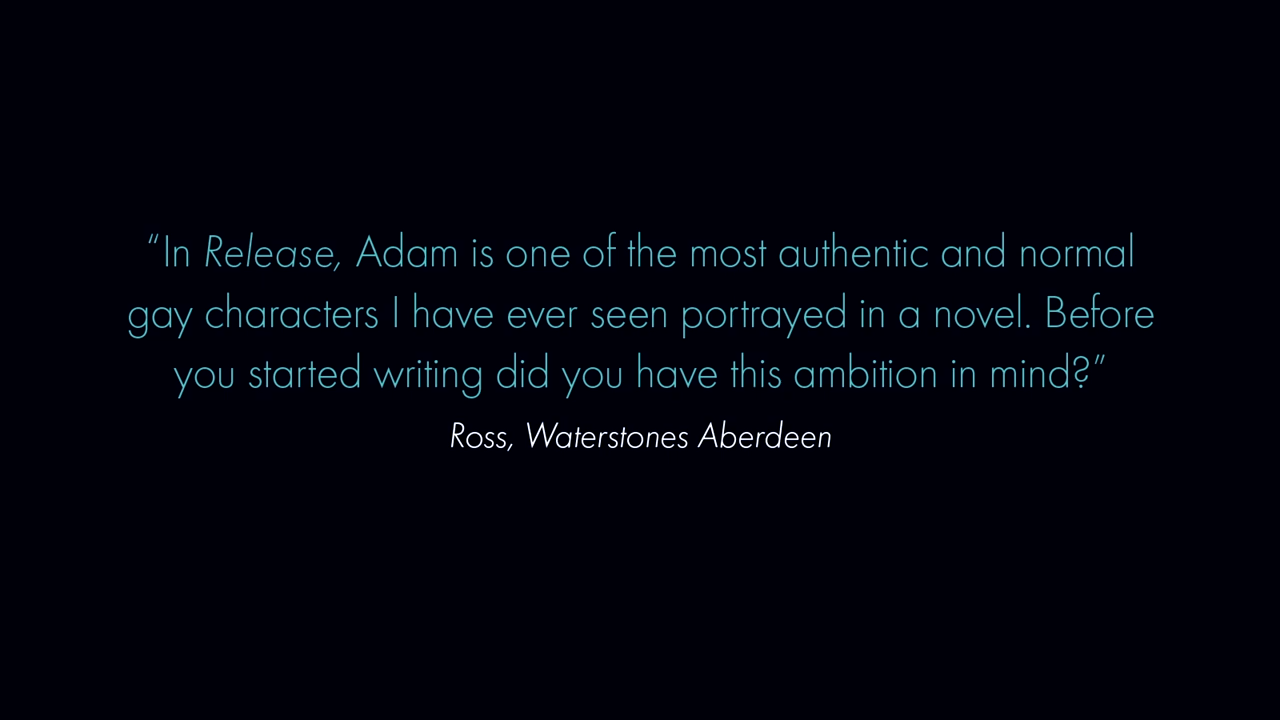 “In Release, Adam is one of the most authentic and normal
gay characters I have ever seen portrayed in a novel. Before
you started writing did you have this ambition in mind?”
Ross, Waterstones Aberdeen